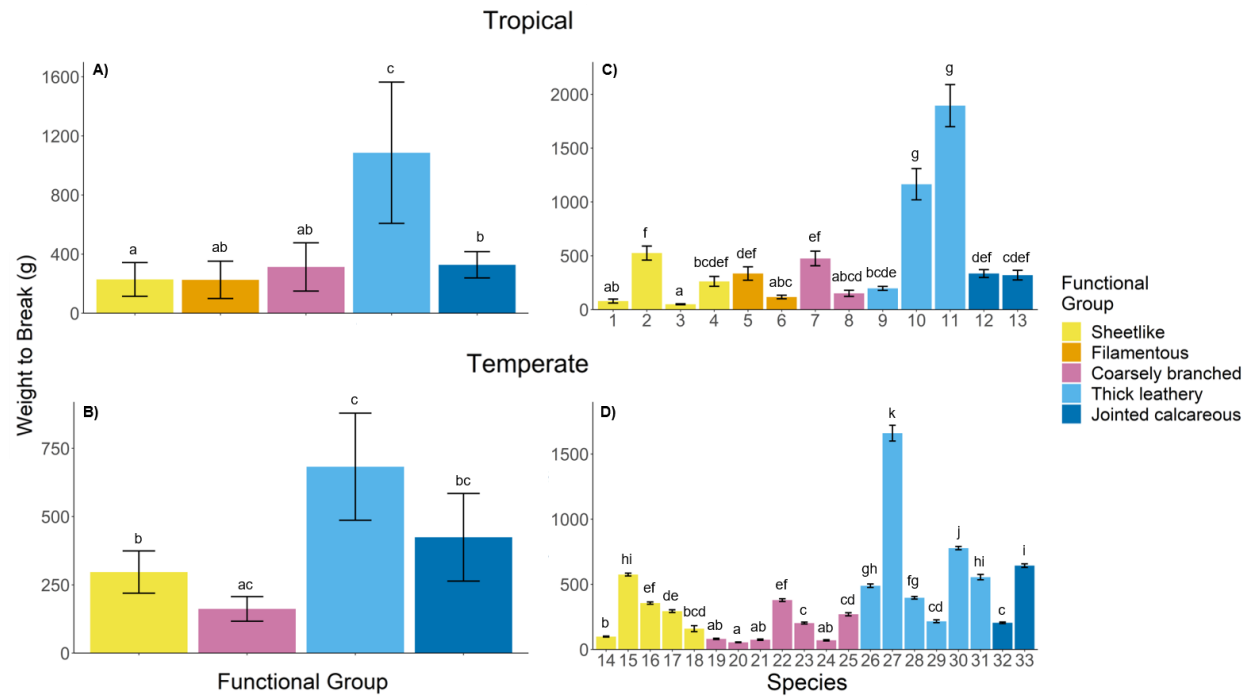 Tropical
A)
C)
Weight to Break (g)
1600
1200
800
400
0
a
ab
ab
c
b
2000
1500
1000
500
0
ab
f
a
bcdef
def
abc
ef
abcd
bcde
g
g
def
cdef
1 2 3 4 5 6 7 8 9 10 11 12 13
Functional
Group
Sheetlike
Filamentous
Coarsely branched
Thick leathery
Jointed calcareous
Temperate
B)
D)
750
500
250
0
b
ac
c
bc
Functional Group
1500
1000
500
0
b
hi
ef
de
bcd
ab
a
ab
ef
c
ab
cd
gh
k
fg
cd
j
hi
c
i
14 15 16 17 18 19 20 21 22 23 24 25 26 27 28 29 30 31 32 33
Species